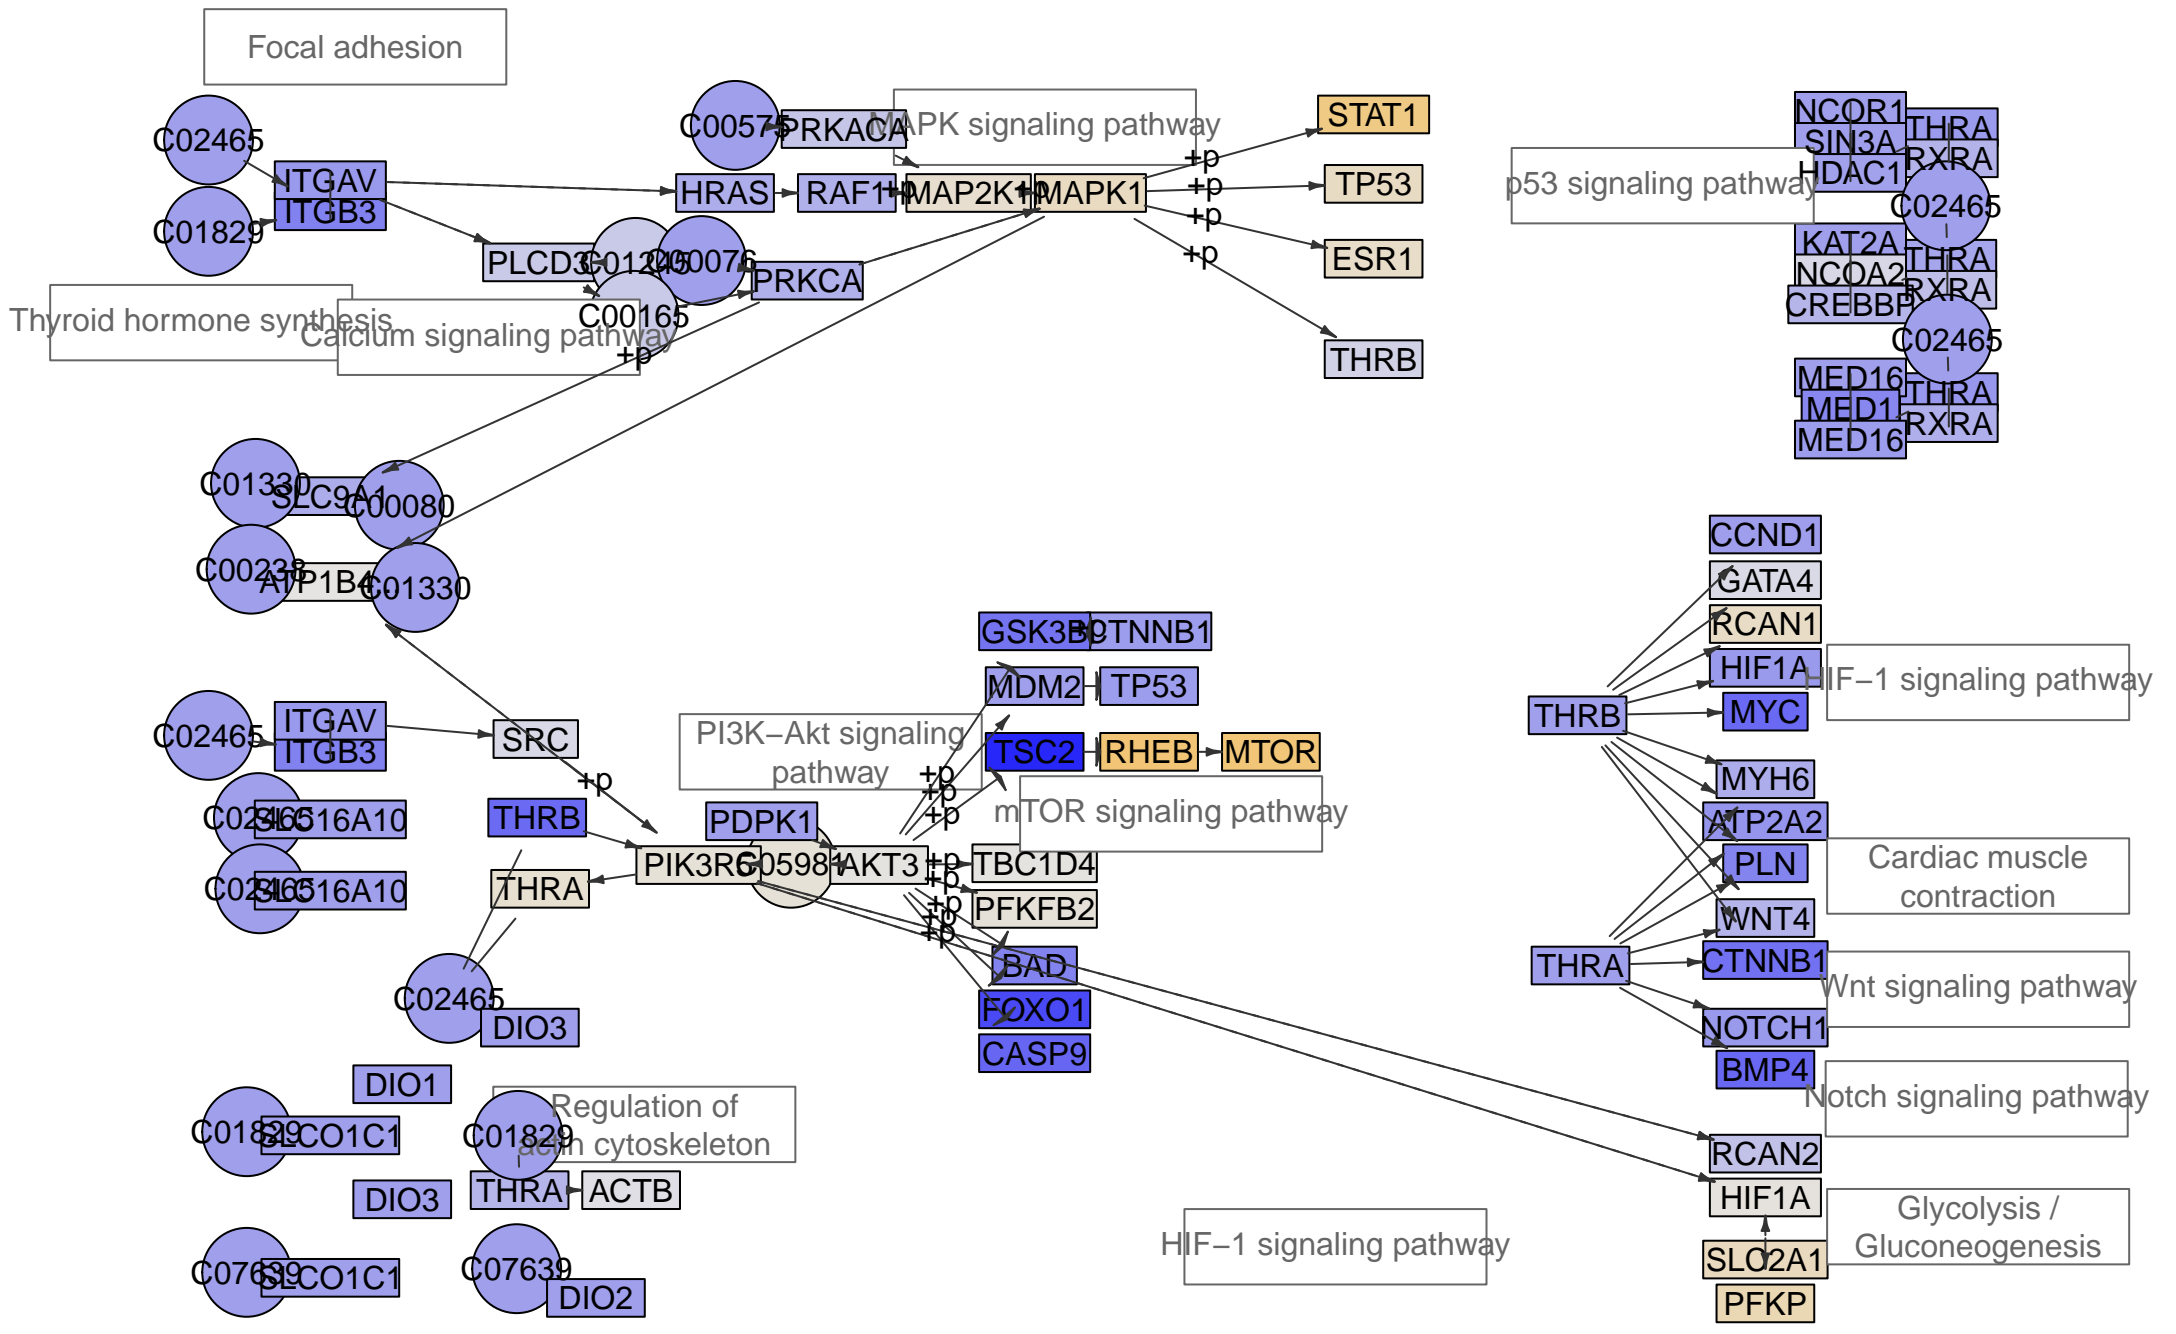 Focal adhesion
C02465
C01829
ITGAV
ITGB3
C00575
PRKACA
MAPK signaling pathway
HRAS
RAF1
+p
MAP2K1
+p
MAPK1
+p
+p
+p
+p
STAT1
TP53
ESR1
THRB
PLCD3
C01245
C00076
PRKCA
C00165
Thyroid hormone synthesis
Calcium signaling pathway
+p
p53 signaling pathway
NCOR1
SIN3A
HDAC1
THRA
RXRA
C02465
KAT2A
NCOA2
CREBBP
THRA
RXRA
C02465
MED16
MED1
MED16
THRA
RXRA
C01330
SLC9A1
C00080
C00238
ATP1B4
C01330
C02465
ITGAV
ITGB3
SRC
+p
C02465
SLC16A10
C02465
SLC16A10
THRB
THRA
C02465
DIO3
PI3K–Akt signaling
pathway
PDPK1
PIK3R6
C05981
AKT3
GSK3B
CTNNB1
MDM2
TP53
TSC2
RHEB
MTOR
mTOR signaling pathway
+p
+p
+p
+p
+p
+p
+p
+p
TBC1D4
PFKFB2
BAD
FOXO1
CASP9
CCND1
GATA4
RCAN1
HIF1A
MYC
HIF–1 signaling pathway
THRB
MYH6
ATP2A2
PLN
WNT4
Cardiac muscle
contraction
THRA
CTNNB1
NOTCH1
BMP4
Wnt signaling pathway
Notch signaling pathway
DIO1
C01829
SLCO1C1
DIO3
C07639
SLCO1C1
Regulation of
actin cytoskeleton
C01829
THRA
ACTB
C07639
DIO2
HIF–1 signaling pathway
RCAN2
HIF1A
SLC2A1
PFKP
Glycolysis /
Gluconeogenesis